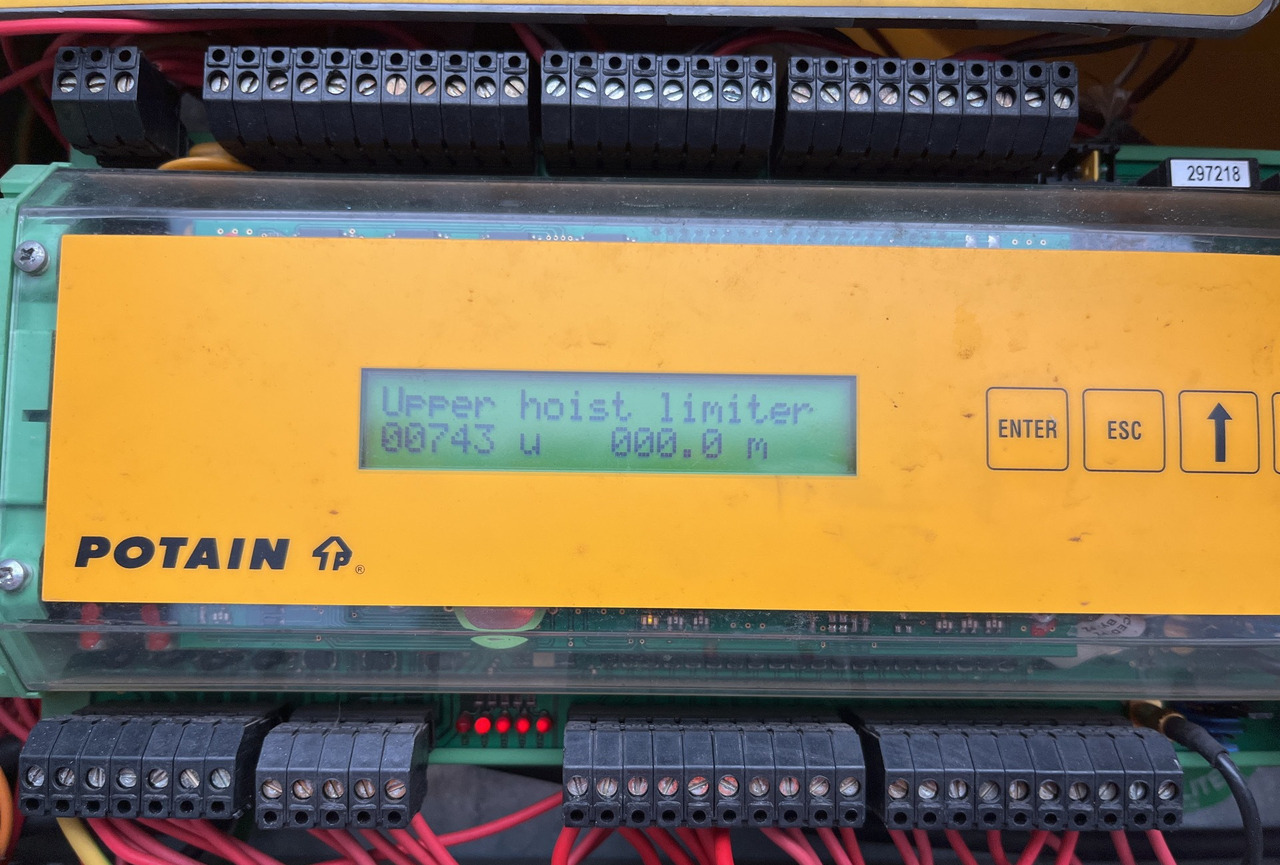 297218
Upper hoist limiter
00743 u 000.0 m
ENTER
ESC
POTAIN ®